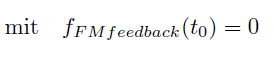 mit f_{FMfeedback}(t_0) = 0